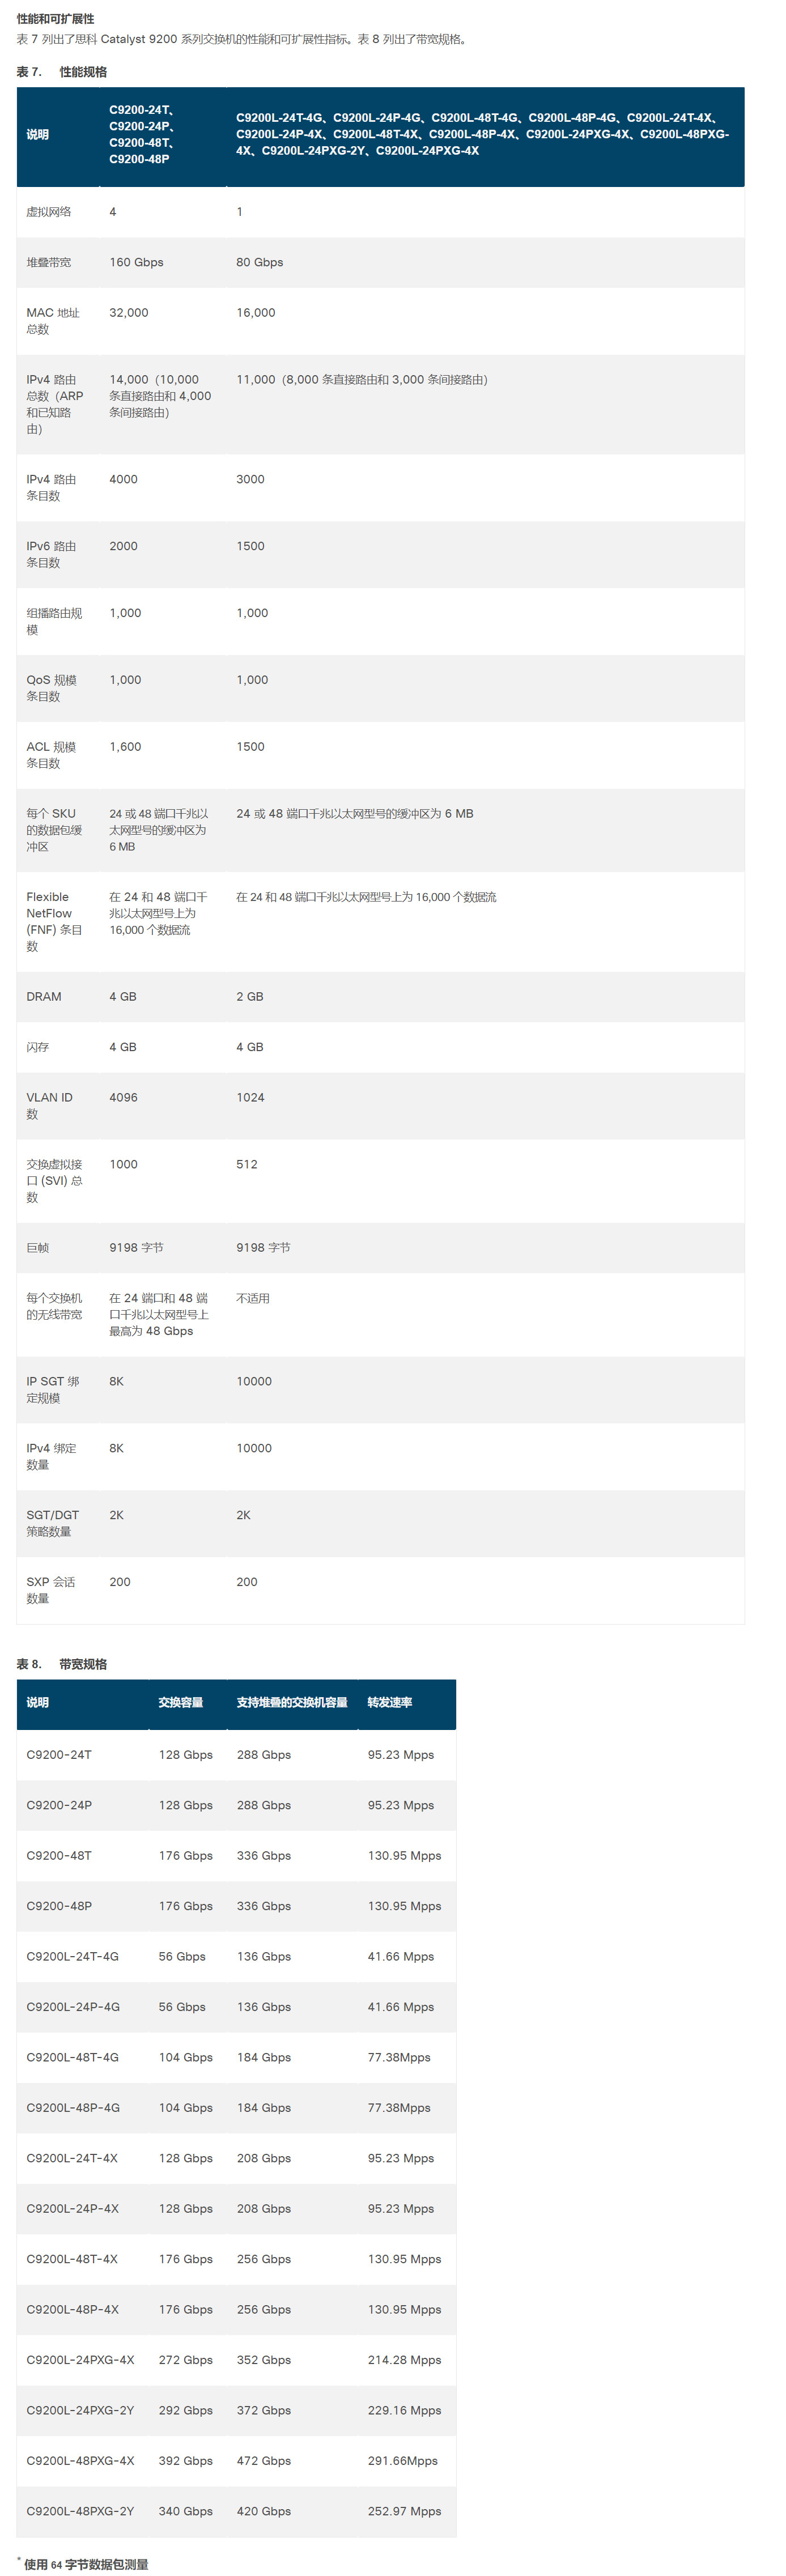 性能和可扩展性
表 7 列出了思科 Catalyst 9200 系列交换机的性能和可扩展性指标。表 8 列出了带宽规格。
表 7. 性能规格
说明
C9200-24T、
C9200-24P、
C9200-48T、
C9200-48P
C9200L-24T-4G、C9200L-24P-4G、C9200L-48T-4G、C9200L-48P-4G、C9200L-24T-4X、
C9200L-24P-4X、C9200L-48T-4X、C9200L-48P-4X、C9200L-24PXG-4X、C9200L-48PXG-
4X、C9200L-24PXG-2Y、C9200L-24PXG-4X
虚拟网络 4 1
堆叠带宽 160 Gbps 80 Gbps
MAC 地址
总数
32,000 16,000
IPv4 路由
总数（ARP
和已知路
由）
14,000（10,000
条直接路由和 4,000
条间接路由）
11,000（8,000 条直接路由和 3,000 条间接路由）
IPv4 路由
条目数
4000 3000
IPv6 路由
条目数
2000 1500
组播路由规
模
1,000 1,000
QoS 规模
条目数
1,000 1,000
ACL 规模
条目数
1,600 1500
每个 SKU
的数据包缓
冲区
24 或 48 端口千兆以
太网型号的缓冲区为
6 MB
24 或 48 端口千兆以太网型号的缓冲区为 6 MB
Flexible
NetFlow
(FNF) 条目
数
在 24 和 48 端口千
兆以太网型号上为
16,000 个数据流
在 24 和 48 端口千兆以太网型号上为 16,000 个数据流
DRAM 4 GB 2 GB
闪存 4 GB 4 GB
VLAN ID
数
4096 1024
交换虚拟接
口 (SVI) 总
数
1000 512
巨帧 9198 字节 9198 字节
每个交换机
的无线带宽
在 24 端口和 48 端
口千兆以太网型号上
最高为 48 Gbps
不适用
IP SGT 绑
定规模
8K 10000
IPv4 绑定
数量
8K 10000
SGT/DGT
策略数量
2K 2K
SXP 会话
数量
200 200
表 8. 带宽规格
说明 交换容量 支持堆叠的交换机容量 转发速率
C9200-24T 128 Gbps 288 Gbps 95.23 Mpps
C9200-24P 128 Gbps 288 Gbps 95.23 Mpps
C9200-48T 176 Gbps 336 Gbps 130.95 Mpps
C9200-48P 176 Gbps 336 Gbps 130.95 Mpps
C9200L-24T-4G 56 Gbps 136 Gbps 41.66 Mpps
C9200L-24P-4G 56 Gbps 136 Gbps 41.66 Mpps
C9200L-48T-4G 104 Gbps 184 Gbps 77.38Mpps
C9200L-48P-4G 104 Gbps 184 Gbps 77.38Mpps
C9200L-24T-4X 128 Gbps 208 Gbps 95.23 Mpps
C9200L-24P-4X 128 Gbps 208 Gbps 95.23 Mpps
C9200L-48T-4X 176 Gbps 256 Gbps 130.95 Mpps
C9200L-48P-4X 176 Gbps 256 Gbps 130.95 Mpps
C9200L-24PXG-4X 272 Gbps 352 Gbps 214.28 Mpps
C9200L-24PXG-2Y 292 Gbps 372 Gbps 229.16 Mpps
C9200L-48PXG-4X 392 Gbps 472 Gbps 291.66Mpps
C9200L-48PXG-2Y 340 Gbps 420 Gbps 252.97 Mpps
* 使用 64 字节数据包测量